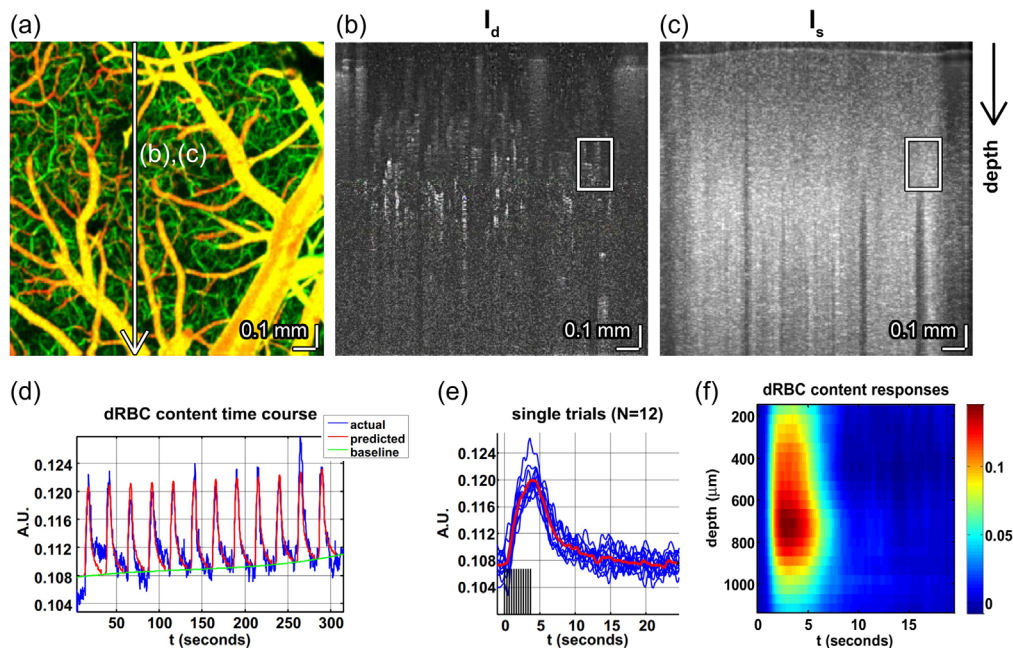 (a)
(b),(c)
0.1 mm
(b)
I_d
0.1 mm
(c)
I_s
0.1 mm
depth
(d)
dRBC content time course
actual
predicted
baseline
A.U.
0.124
0.120
0.116
0.112
0.108
0.104
50 100 150 200 250 300
t (seconds)
(e)
single trials (N=12)
A.U.
0.124
0.120
0.116
0.112
0.108
0.104
0 5 10 15 20
t (seconds)
(f)
dRBC content responses
depth (μm)
200
400
600
800
1000
0 5 10 15
t (seconds)
0.1
0.05
0